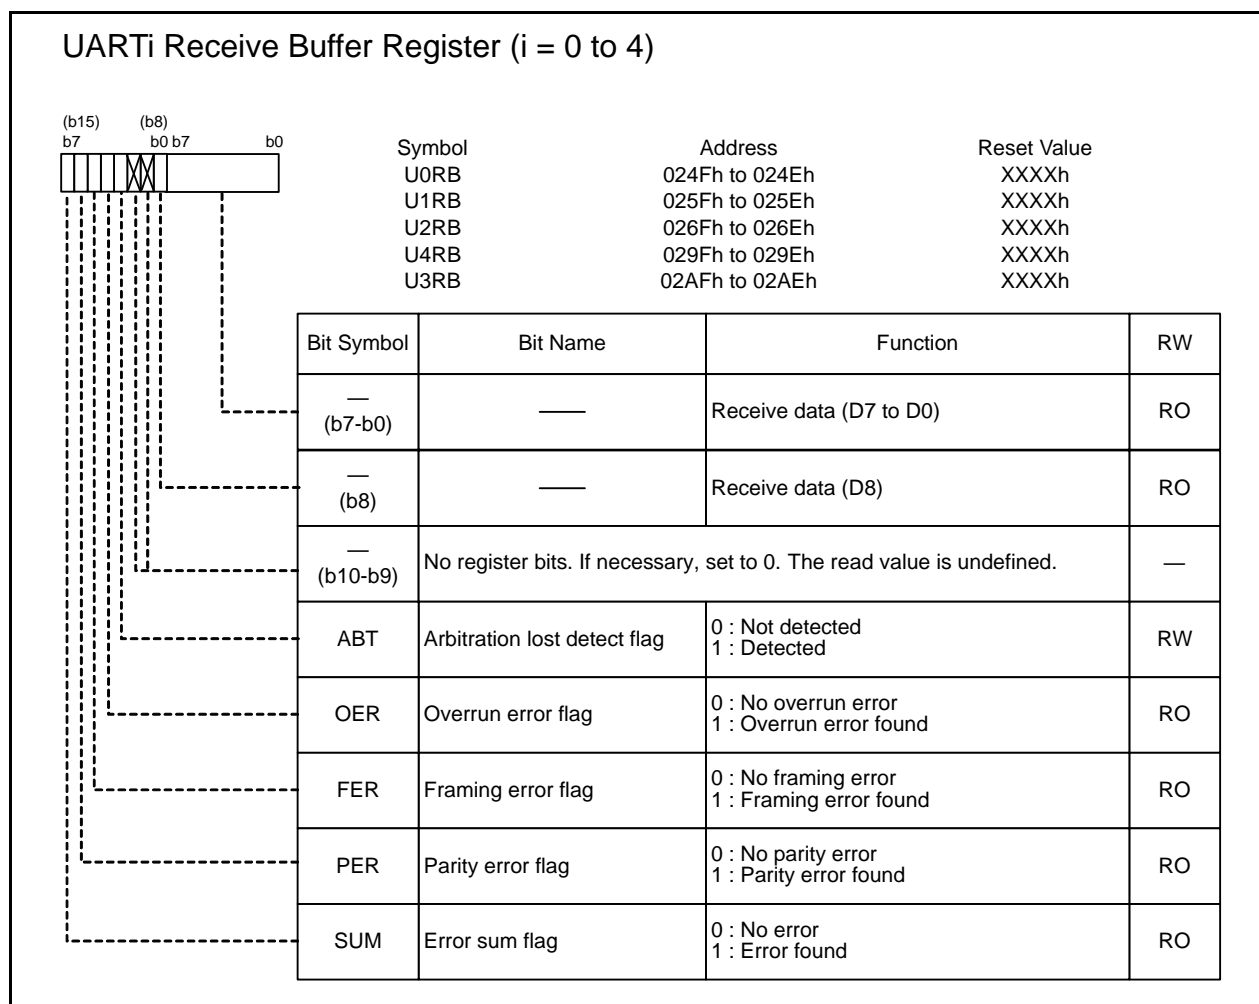 UARTi Receive Buffer Register (i = 0 to 4)
(b15) (b8)
b7 b0 b7 b0
Symbol Address Reset Value
U0RB 024Fh to 024Eh XXXXh
U1RB 025Fh to 025Eh XXXXh
U2RB 026Fh to 026Eh XXXXh
U4RB 029Fh to 029Eh XXXXh
U3RB 02AFh to 02AEh XXXXh
Bit Symbol Bit Name Function RW
—
(b7-b0) —— Receive data (D7 to D0) RO
—
(b8) —— Receive data (D8) RO
—
(b10-b9) No register bits. If necessary, set to 0. The read value is undefined. —
ABT Arbitration lost detect flag 0 : Not detected
1 : Detected RW
OER Overrun error flag 0 : No overrun error
1 : Overrun error found RO
FER Framing error flag 0 : No framing error
1 : Framing error found RO
PER Parity error flag 0 : No parity error
1 : Parity error found RO
SUM Error sum flag 0 : No error
1 : Error found RO